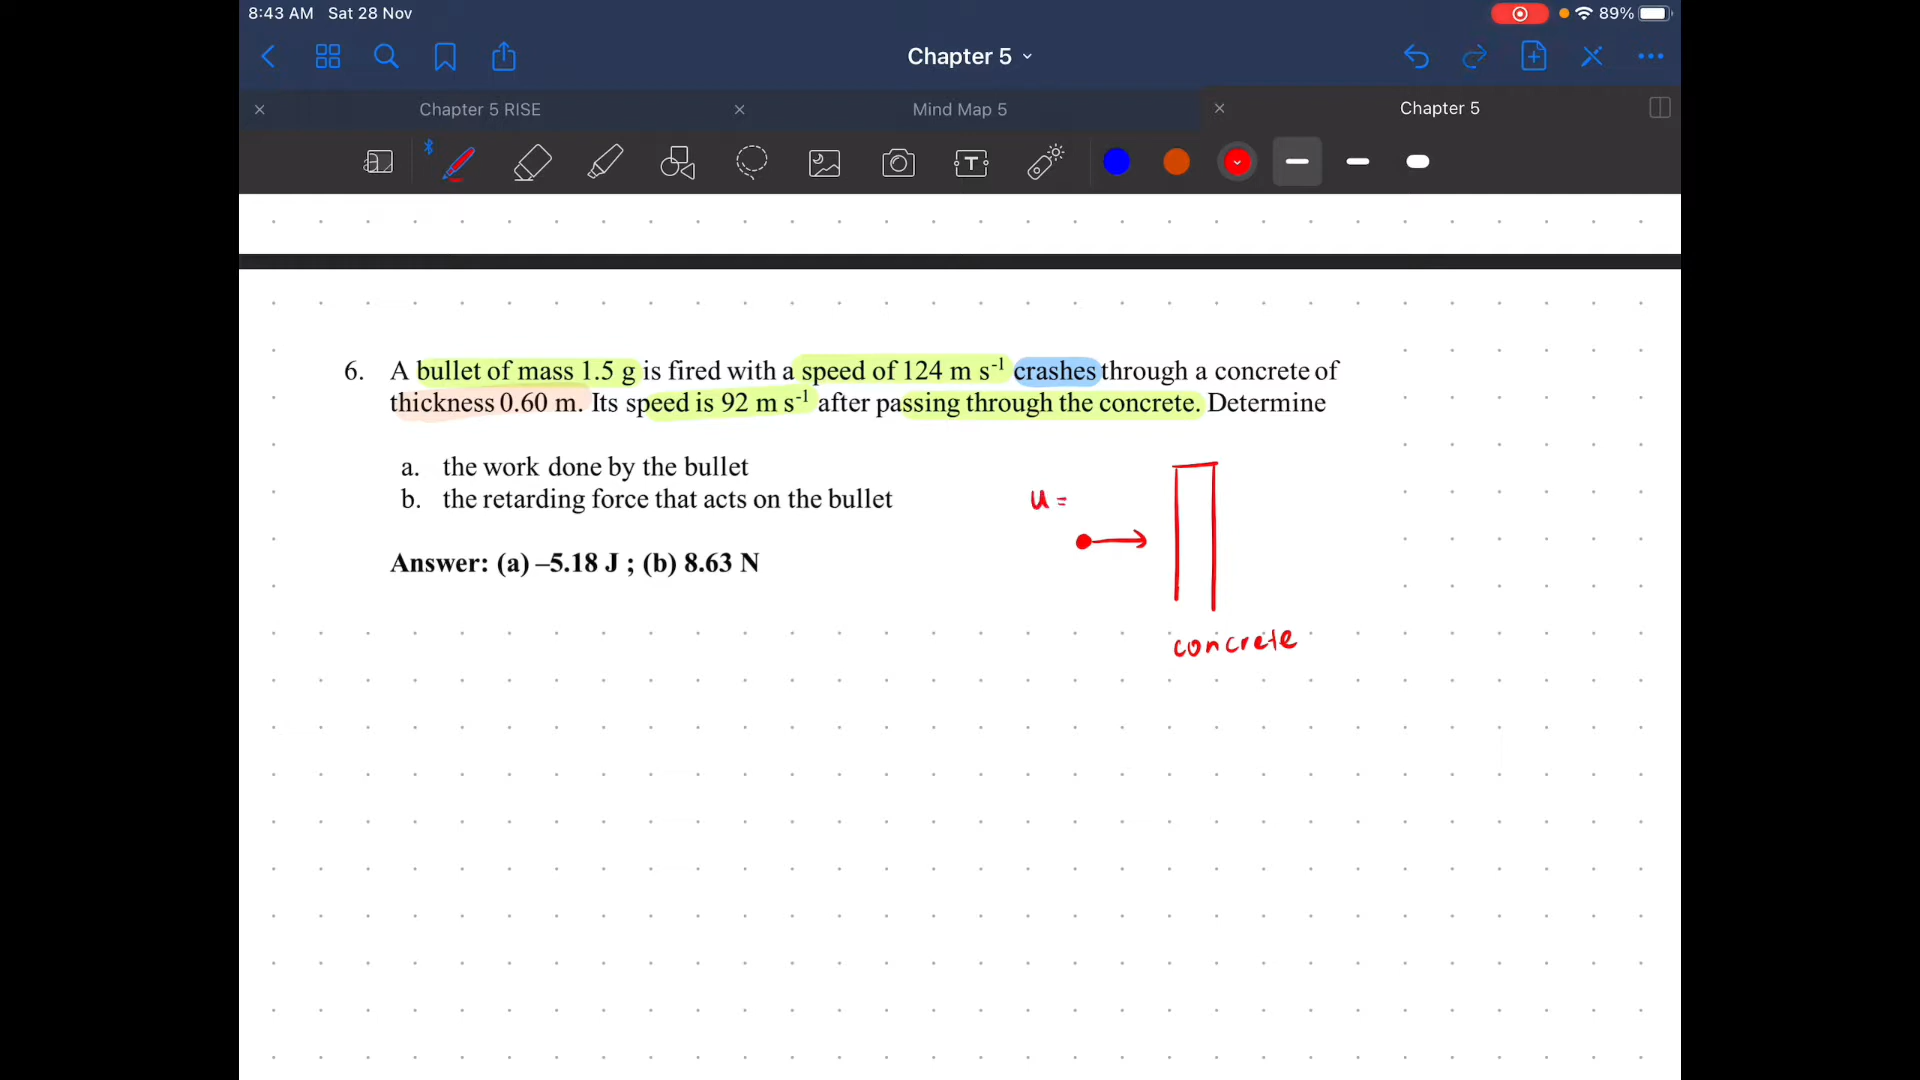 8:43 AM Sat 28 Nov
89%
Chapter 5
Chapter 5 RISE
Mind Map 5
Chapter 5
6. A bullet of mass 1.5 g is fired with a speed of 124 m s⁻¹ crashes through a concrete of
thickness 0.60 m. Its speed is 92 m s⁻¹ after passing through the concrete. Determine
a. the work done by the bullet
b. the retarding force that acts on the bullet
u =
Answer: (a) –5.18 J ; (b) 8.63 N
concrete